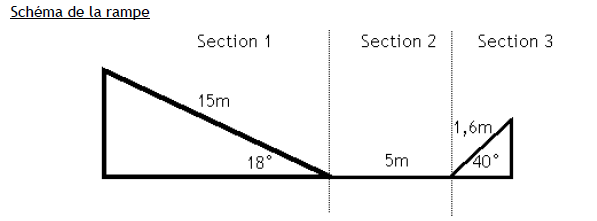 Schéma de la rampe
Section 1 Section 2 Section 3
15m
1,6m
18° 5m 40°